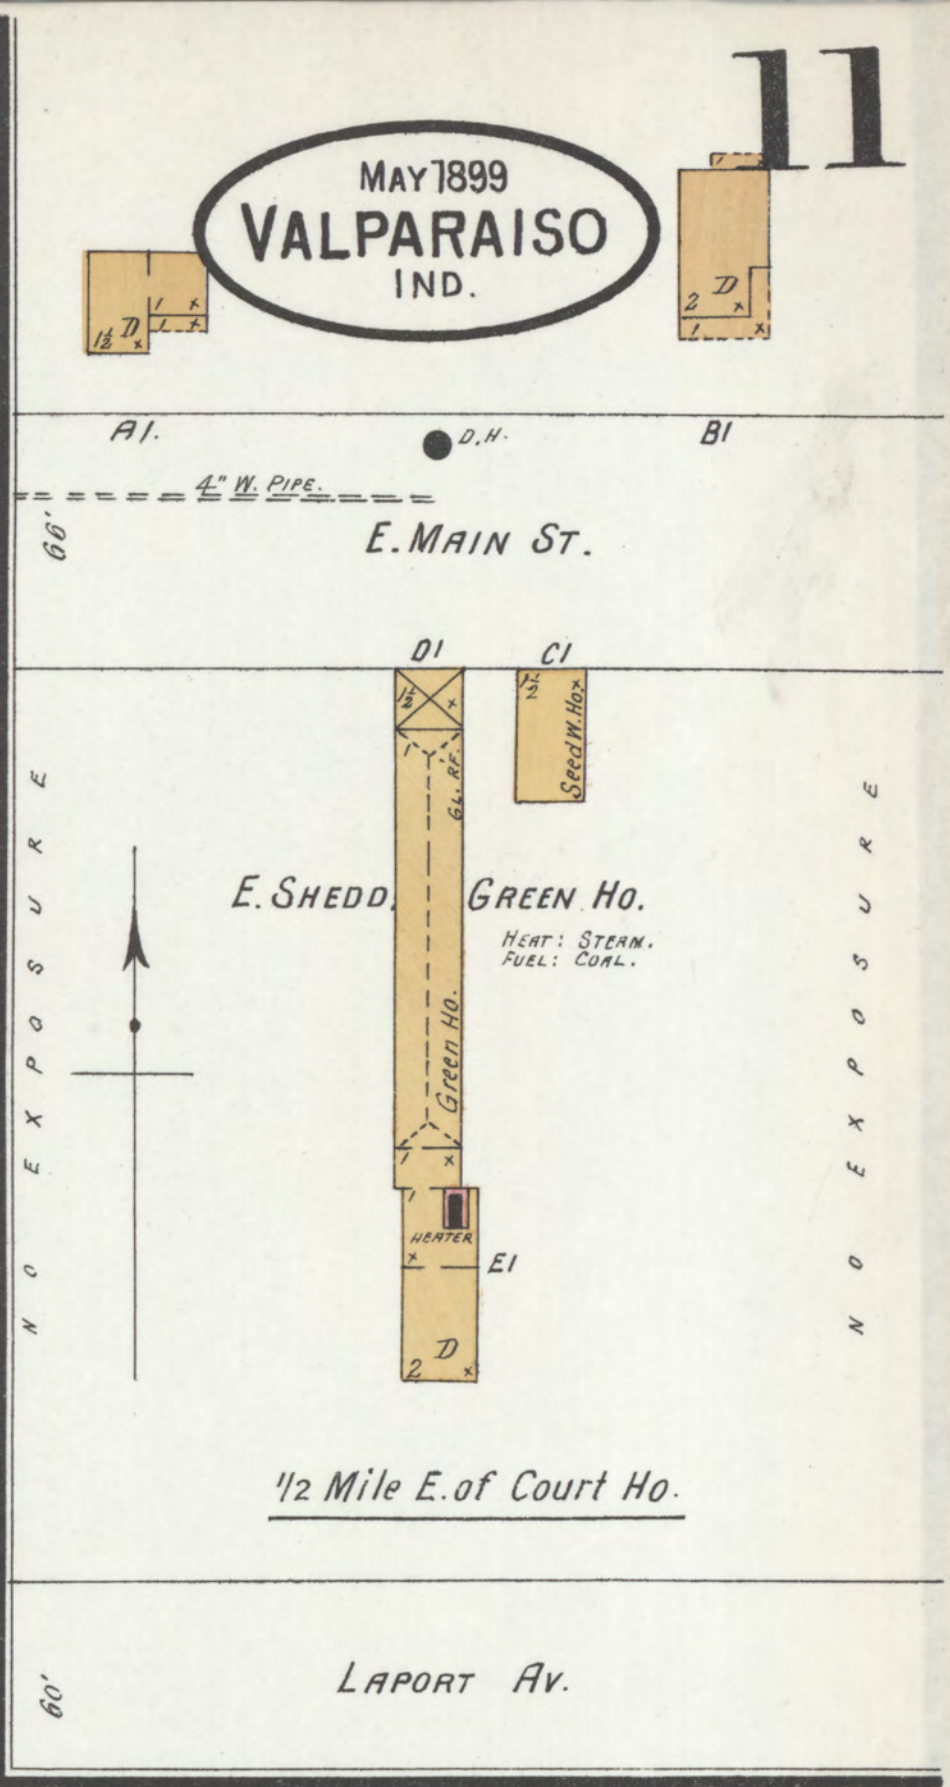 11
MAY 1899
VALPARAISO
IND.
1
2 D x
1 x
1½ D x
1 x
1 x
A1.
D.H.
B1
4" W. PIPE.
66'
E. MAIN ST.
D1
C1
1½ x
1½ x
Seed W. Ho.
1
GL. RF.
NO EXPOSURE
NO EXPOSURE
E. SHEDD, GREEN HO.
HEAT: STEAM.
FUEL: COAL.
Green Ho.
1 x
1
HEATER
x
E1
D
2 x
1/2 Mile E. of Court Ho.
60'
LAPORT AV.